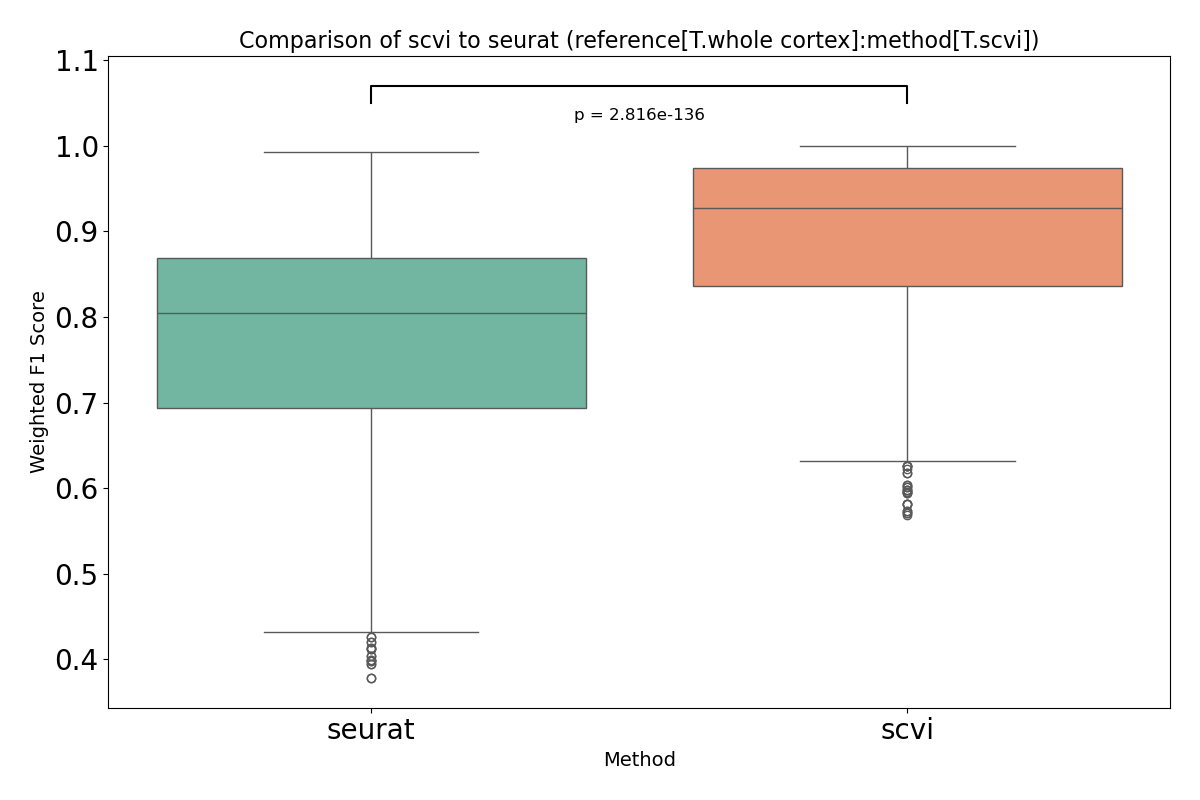 Comparison of scvi to seurat (reference[T.whole cortex]:method[T.scvi])
1.1
p = 2.816e-136
1.0
0.9
0.8
0.7
0.6
0.5
0.4
Weighted F1 Score
seurat
scvi
Method